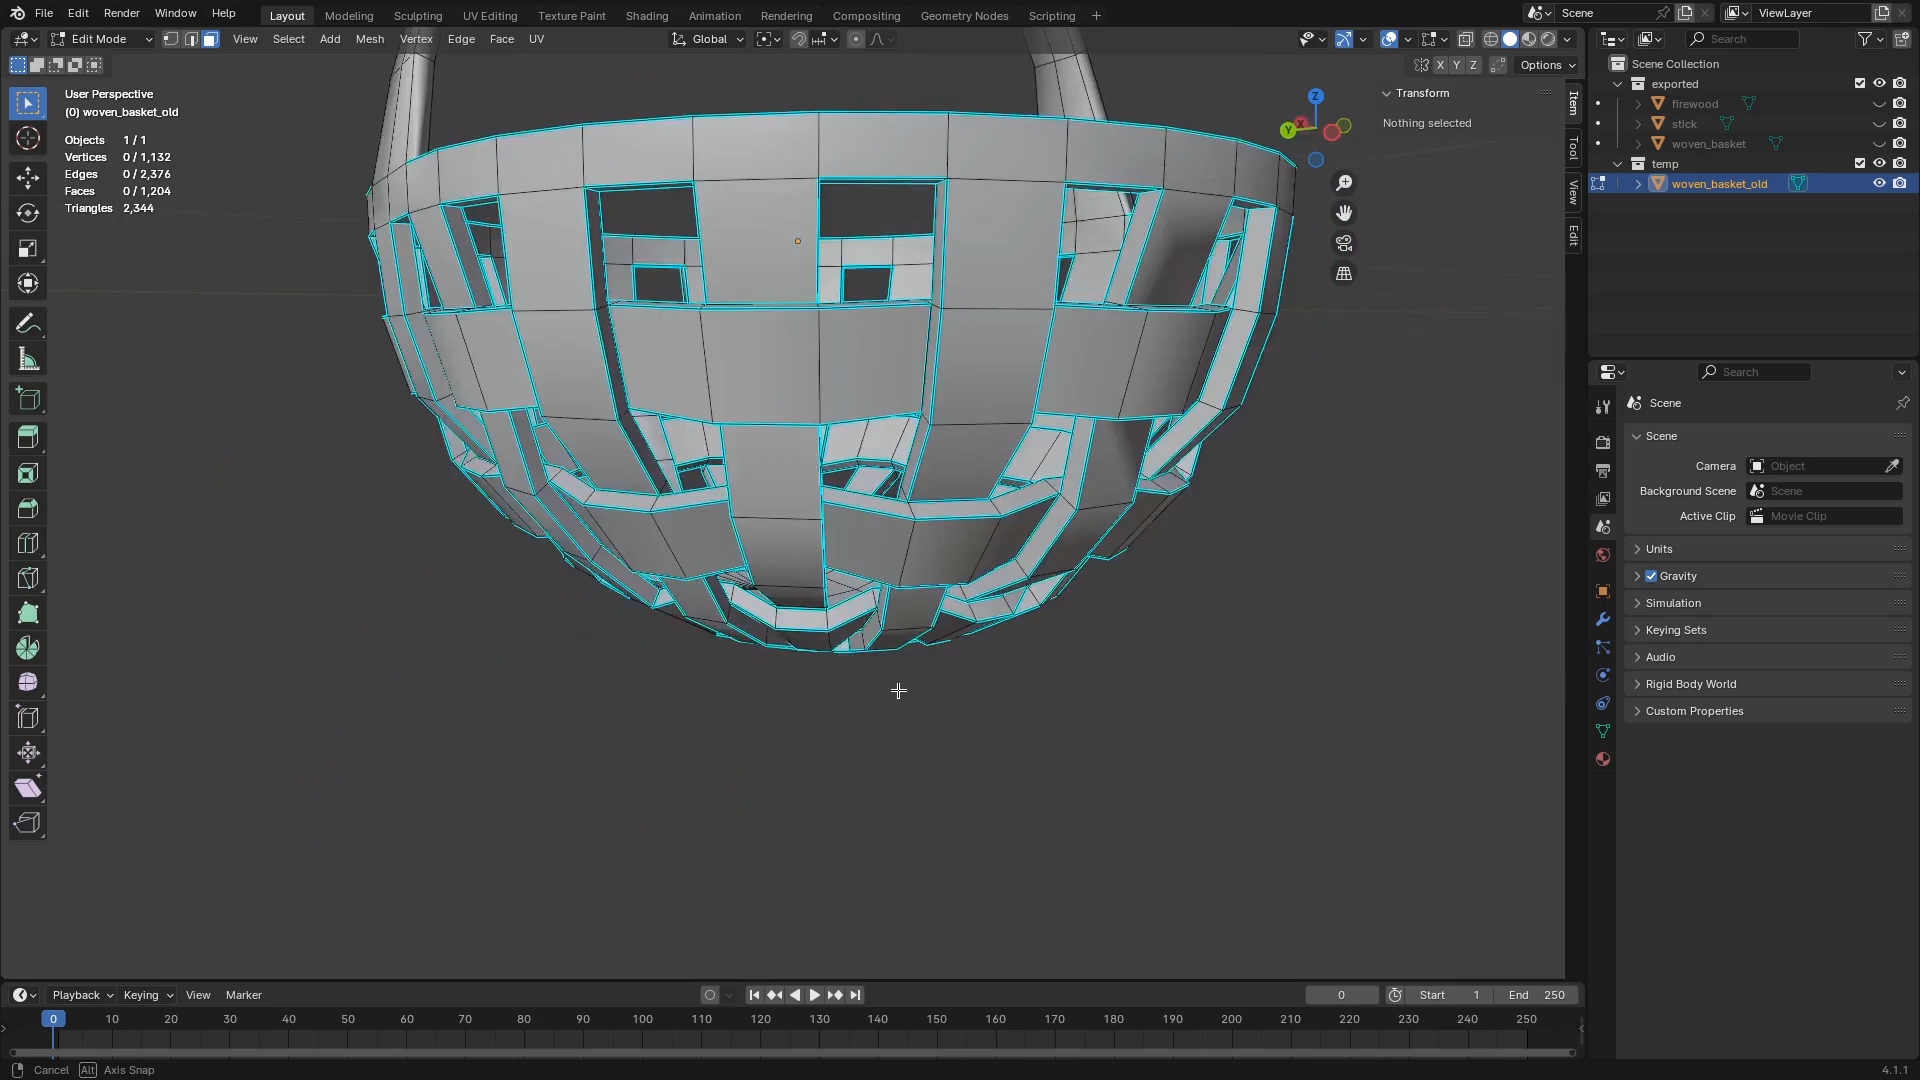 File Edit Render Window Help Layout Modeling Sculpting UV Editing Texture Paint Shading Animation Rendering Compositing Geometry Nodes Scripting + Scene ViewLayer
Edit Mode View Select Add Mesh Vertex Edge Face UV Global Search
X Y Z Options
User Perspective
(0) woven_basket_old
Objects 1 / 1
Vertices 0 / 1,132
Edges 0 / 2,376
Faces 0 / 1,204
Triangles 2,344
Z
Y
X
Transform
Nothing selected
Item
Tool
View
Edit
Scene Collection
exported
firewood
stick
woven_basket
temp
woven_basket_old
Search
Scene
Scene
Camera Object
Background Scene Scene
Active Clip Movie Clip
Units
Gravity
Simulation
Keying Sets
Audio
Rigid Body World
Custom Properties
Playback Keying View Marker 0 Start 1 End 250
0 10 20 30 40 50 60 70 80 90 100 110 120 130 140 150 160 170 180 190 200 210 220 230 240 250
Cancel Alt Axis Snap 4.1.1